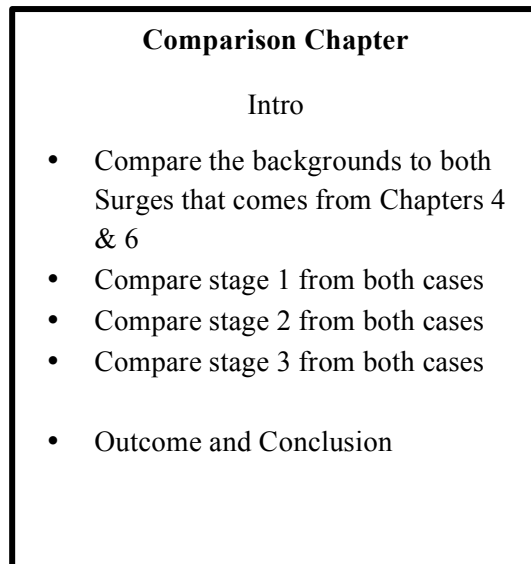 Comparison Chapter
Intro
• Compare the backgrounds to both
Surges that comes from Chapters 4
& 6
• Compare stage 1 from both cases
• Compare stage 2 from both cases
• Compare stage 3 from both cases
• Outcome and Conclusion